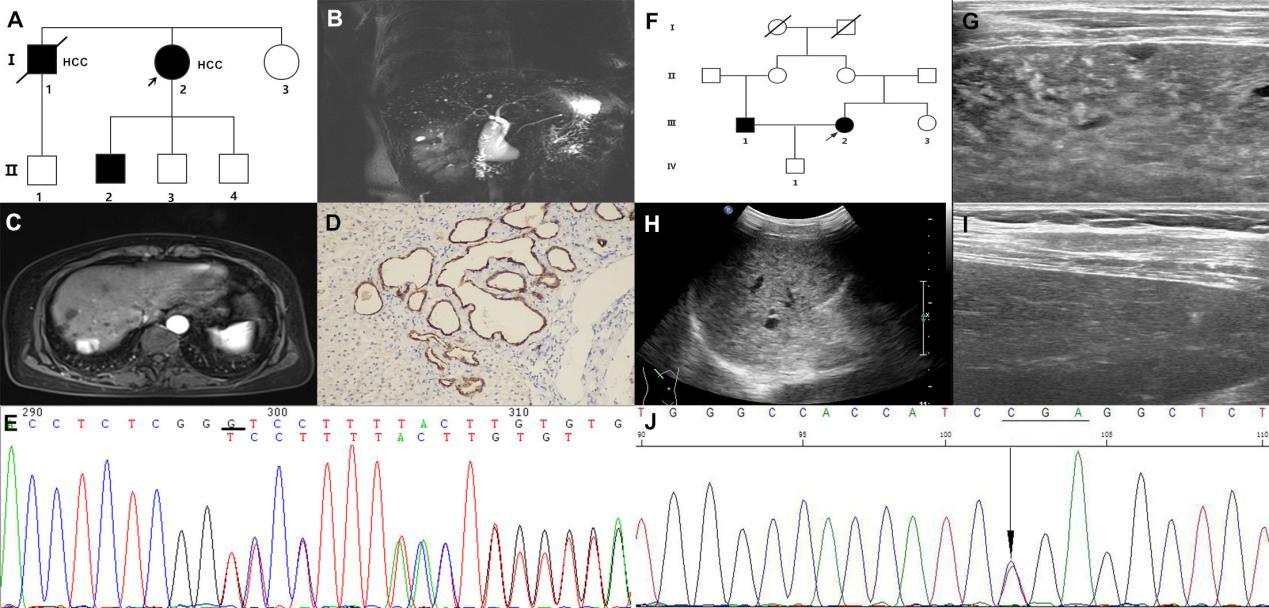 A
I
HCC
HCC
1
2
3
II
1
2
3
4
B
F
I
II
III
1
2
3
IV
1
G
C
D
H
x
11:
I
E
290
300
310
C C T C T C G G G T C C T T T T A C T T G T G T G
T C C T T T T A C T T G T G T
J
T G G G C C A C C A T C C G A G G C T C T
90
95
100
105
110